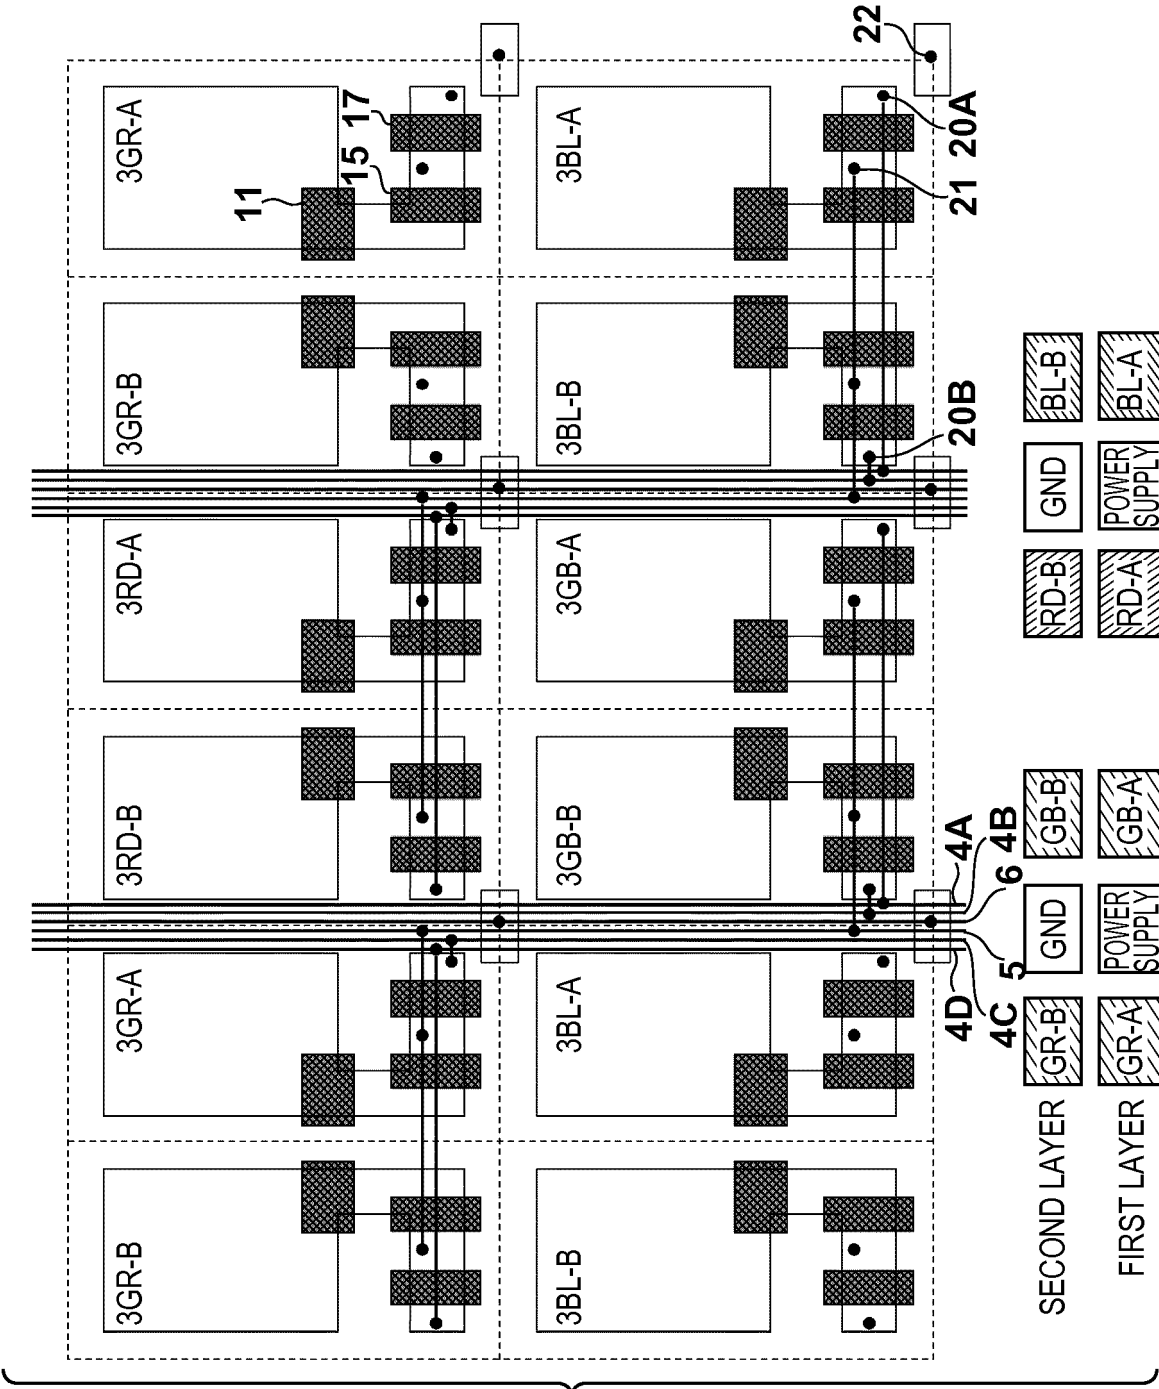 3GR-B
3GR-A
3RD-B
3RD-A
3GR-B
3GR-A
11
15
17
3BL-B
3BL-A
3GB-B
3GB-A
3BL-B
3BL-A
22
4D
4A
20B
21
20A
4C
4B
5
6
SECOND LAYER
GR-B
GND
GB-B
RD-B
GND
BL-B
FIRST LAYER
GR-A
POWER
SUPPLY
GB-A
RD-A
POWER
SUPPLY
BL-A